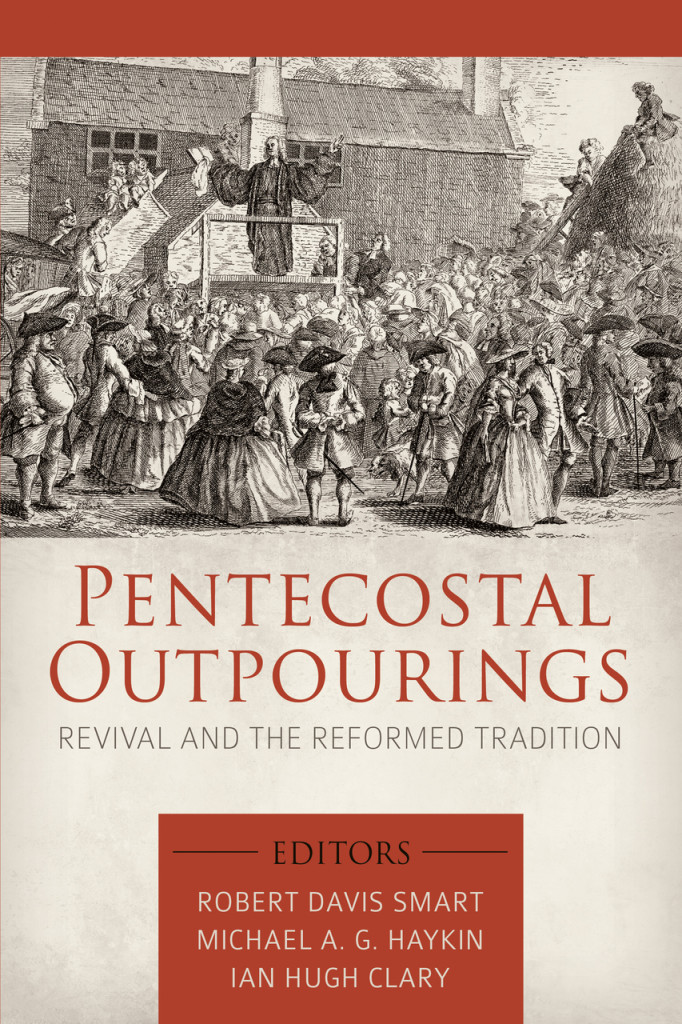 PENTECOSTAL
OUTPOURINGS
REVIVAL AND THE REFORMED TRADITION
EDITORS
ROBERT DAVIS SMART
MICHAEL A. G. HAYKIN
IAN HUGH CLARY